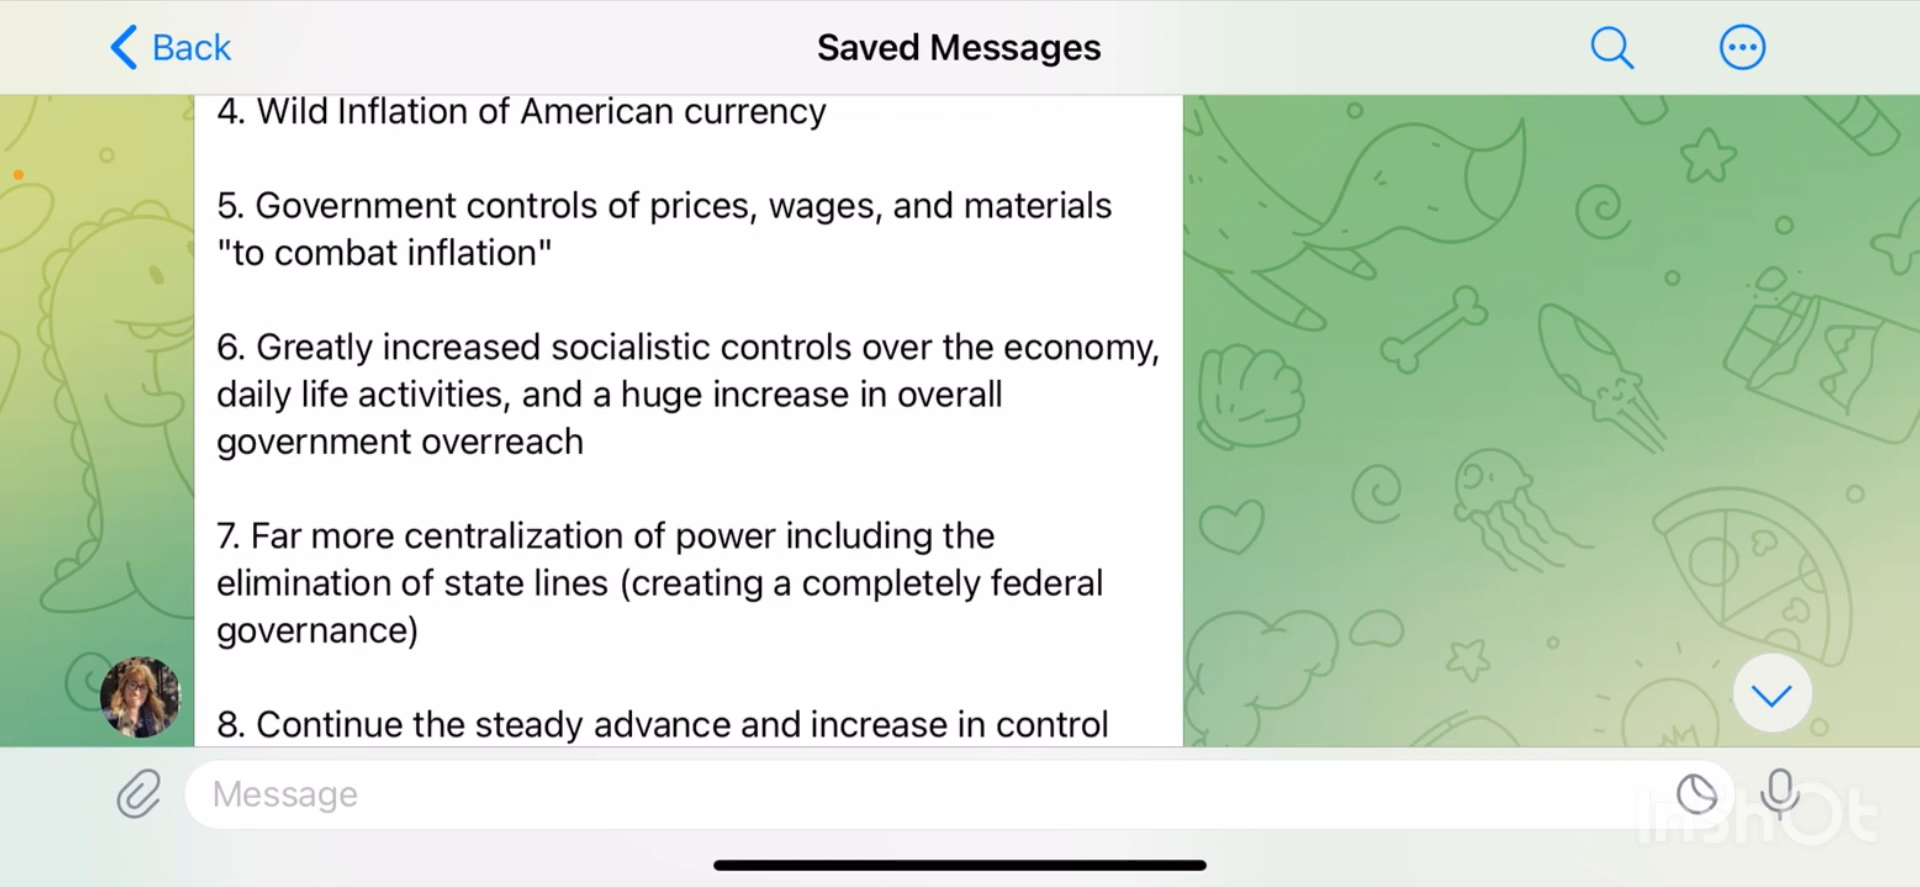 Back
Saved Messages
4. Wild Inflation of American currency
5. Government controls of prices, wages, and materials
"to combat inflation"
6. Greatly increased socialistic controls over the economy,
daily life activities, and a huge increase in overall
government overreach
7. Far more centralization of power including the
elimination of state lines (creating a completely federal
governance)
8. Continue the steady advance and increase in control
Message
InShOt